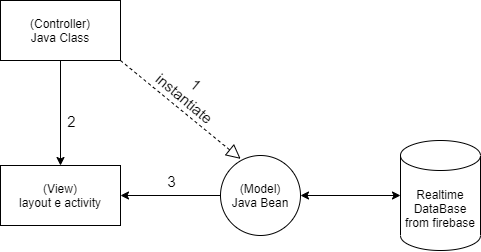 (Controller)
Java Class
1
instantiate
2
(View)
layout e activity
3
(Model)
Java Bean
Realtime
DataBase
from firebase